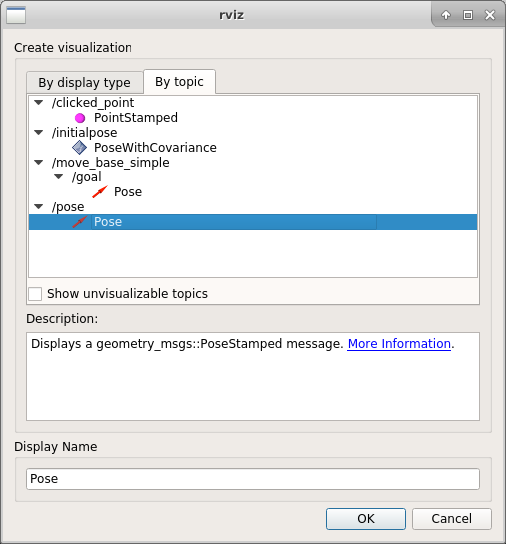 rviz
Create visualization
By display type
By topic
/clicked_point
PointStamped
/initialpose
PoseWithCovariance
/move_base_simple
/goal
Pose
/pose
Pose
Show unvisualizable topics
Description:
Displays a geometry_msgs::PoseStamped message. More Information.
Display Name
Pose
OK
Cancel